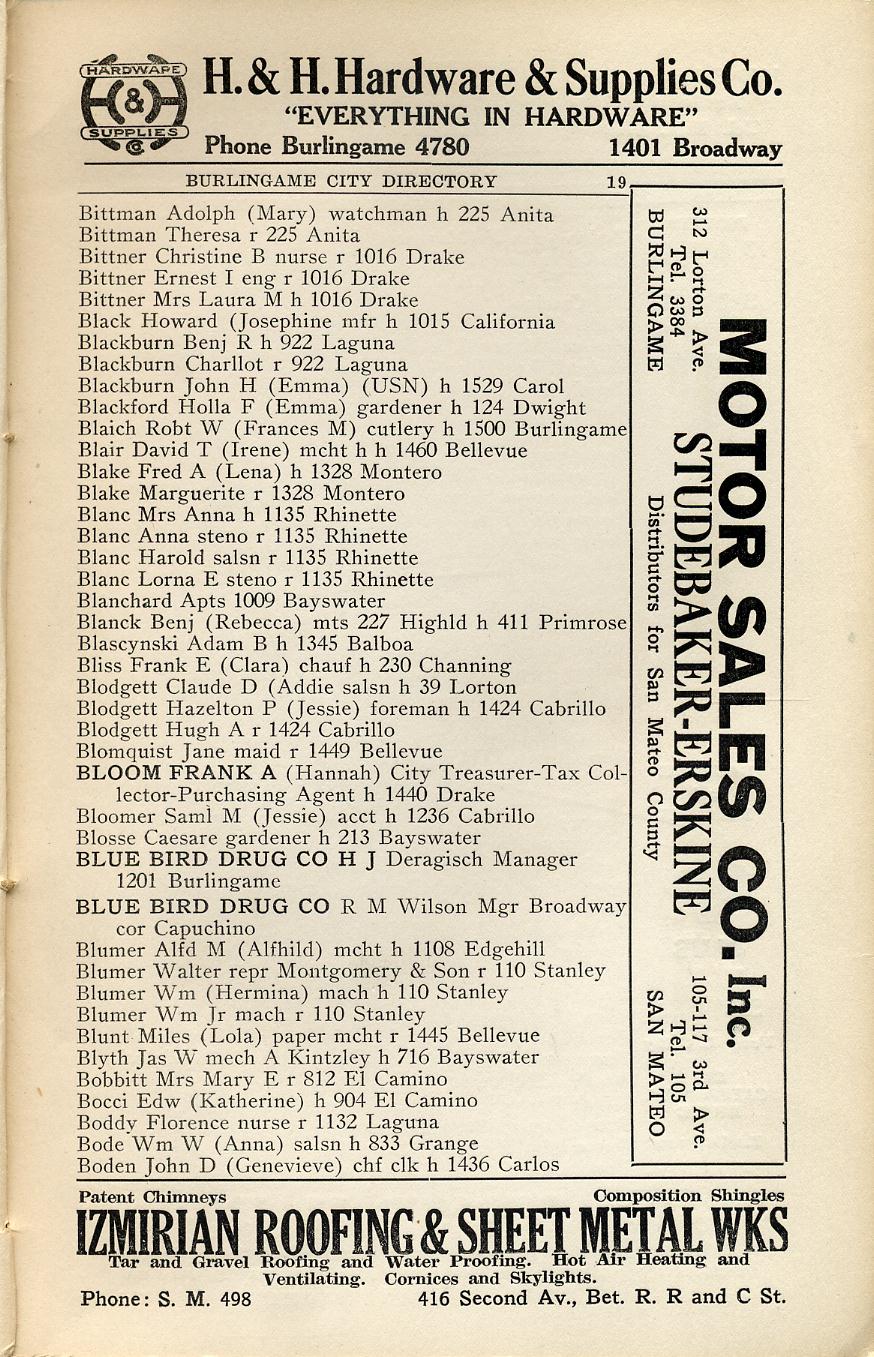 HARDWARE
H & H
SUPPLIES
Co
H. & H. Hardware & Supplies Co.
"EVERYTHING IN HARDWARE"
Phone Burlingame 4780 1401 Broadway
BURLINGAME CITY DIRECTORY 19
Bittman Adolph (Mary) watchman h 225 Anita
Bittman Theresa r 225 Anita
Bittner Christine B nurse r 1016 Drake
Bittner Ernest I eng r 1016 Drake
Bittner Mrs Laura M h 1016 Drake
Black Howard (Josephine mfr h 1015 California
Blackburn Benj R h 922 Laguna
Blackburn Charllot r 922 Laguna
Blackburn John H (Emma) (USN) h 1529 Carol
Blackford Holla F (Emma) gardener h 124 Dwight
Blaich Robt W (Frances M) cutlery h 1500 Burlingame
Blair David T (Irene) mcht h h 1460 Bellevue
Blake Fred A (Lena) h 1328 Montero
Blake Marguerite r 1328 Montero
Blanc Mrs Anna h 1135 Rhinette
Blanc Anna steno r 1135 Rhinette
Blanc Harold salsn r 1135 Rhinette
Blanc Lorna E steno r 1135 Rhinette
Blanchard Apts 1009 Bayswater
Blanck Benj (Rebecca) mts 227 Highld h 411 Primrose
Blascynski Adam B h 1345 Balboa
Bliss Frank E (Clara) chauf h 230 Channing
Blodgett Claude D (Addie salsn h 39 Lorton
Blodgett Hazelton P (Jessie) foreman h 1424 Cabrillo
Blodgett Hugh A r 1424 Cabrillo
Blomquist Jane maid r 1449 Bellevue
BLOOM FRANK A (Hannah) City Treasurer-Tax Col-
lector-Purchasing Agent h 1440 Drake
Bloomer Saml M (Jessie) acct h 1236 Cabrillo
Blosse Caesare gardener h 213 Bayswater
BLUE BIRD DRUG CO H J Deragisch Manager
1201 Burlingame
BLUE BIRD DRUG CO R M Wilson Mgr Broadway
cor Capuchino
Blumer Alfd M (Alfhild) mcht h 1108 Edgehill
Blumer Walter repr Montgomery & Son r 110 Stanley
Blumer Wm (Hermina) mach h 110 Stanley
Blumer Wm Jr mach r 110 Stanley
Blunt Miles (Lola) paper mcht r 1445 Bellevue
Blyth Jas W mech A Kintzley h 716 Bayswater
Bobbitt Mrs Mary E r 812 El Camino
Bocci Edw (Katherine) h 904 El Camino
Boddy Florence nurse r 1132 Laguna
Bode Wm W (Anna) salsn h 833 Grange
Boden John D (Genevieve) chf clk h 1436 Carlos
MOTOR SALES CO. Inc.
STUDEBAKER-ERSKINE
Distributors for San Mateo County
312 Lorton Ave.
Tel. 3384
BURLINGAME
105-117 3rd Ave.
Tel. 105
SAN MATEO
Patent Chimneys Composition Shingles
IZMIRIAN ROOFING & SHEET METAL WKS
Tar and Gravel Roofing and Water Proofing. Hot Air Heating and
Ventilating. Cornices and Skylights.
Phone: S. M. 498 416 Second Av., Bet. R. R and C St.